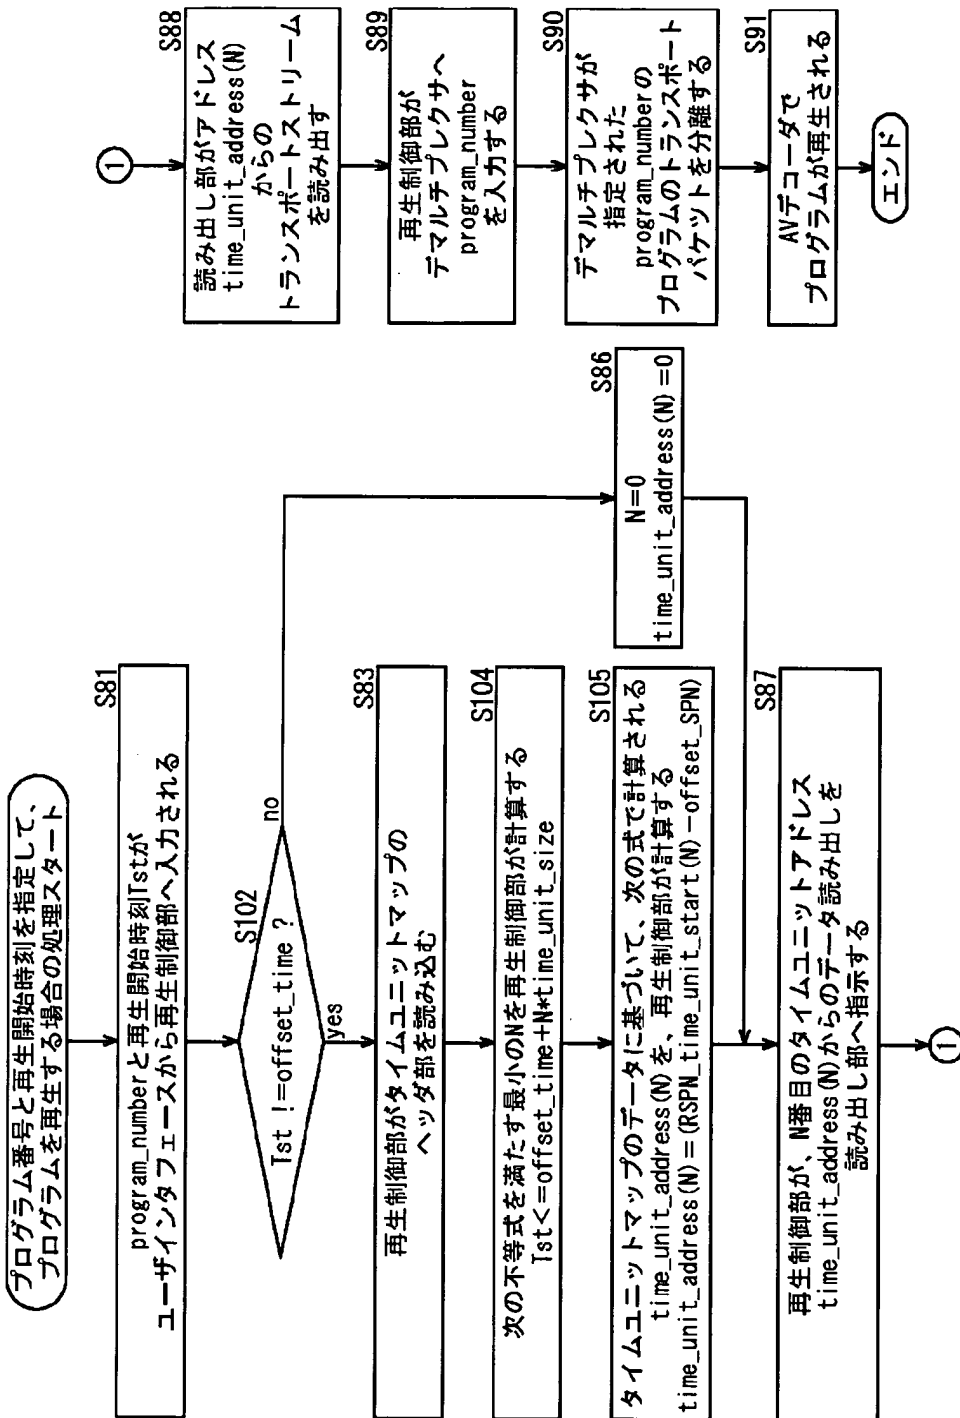 プログラム番号と再生開始時刻を指定して、
プログラムを再生する場合の処理スタート
S81
program_numberと再生開始時刻Tstが
ユーザインタフェースから再生制御部へ入力される
S102
Tst !=offset_time ?
no
yes
S83
再生制御部がタイムユニットマップの
ヘッダ部を読み込む
S104
次の不等式を満たす最小のNを再生制御部が計算する
Tst<=offset_time+N*time_unit_size
S105
タイムユニットマップのデータに基づいて、次の式で計算される
time_unit_address(N)を、再生制御部が計算する
time_unit_address(N)=(RSPN_time_unit_start(N)-offset_SPN)
S86
N=0
time_unit_address(N)=0
S87
再生制御部が、N番目のタイムユニットアドレス
time_unit_address(N)からのデータ読み出しを
読み出し部へ指示する
1
1
S88
読み出し部がアドレス
time_unit_address(N)
からの
トランスポートストリーム
を読み出す
S89
再生制御部が
デマルチプレクサへ
program_number
を入力する
S90
デマルチプレクサが
指定された
program_numberの
プログラムのトランスポート
パケットを分離する
S91
AVデコーダで
プログラムが再生される
エンド